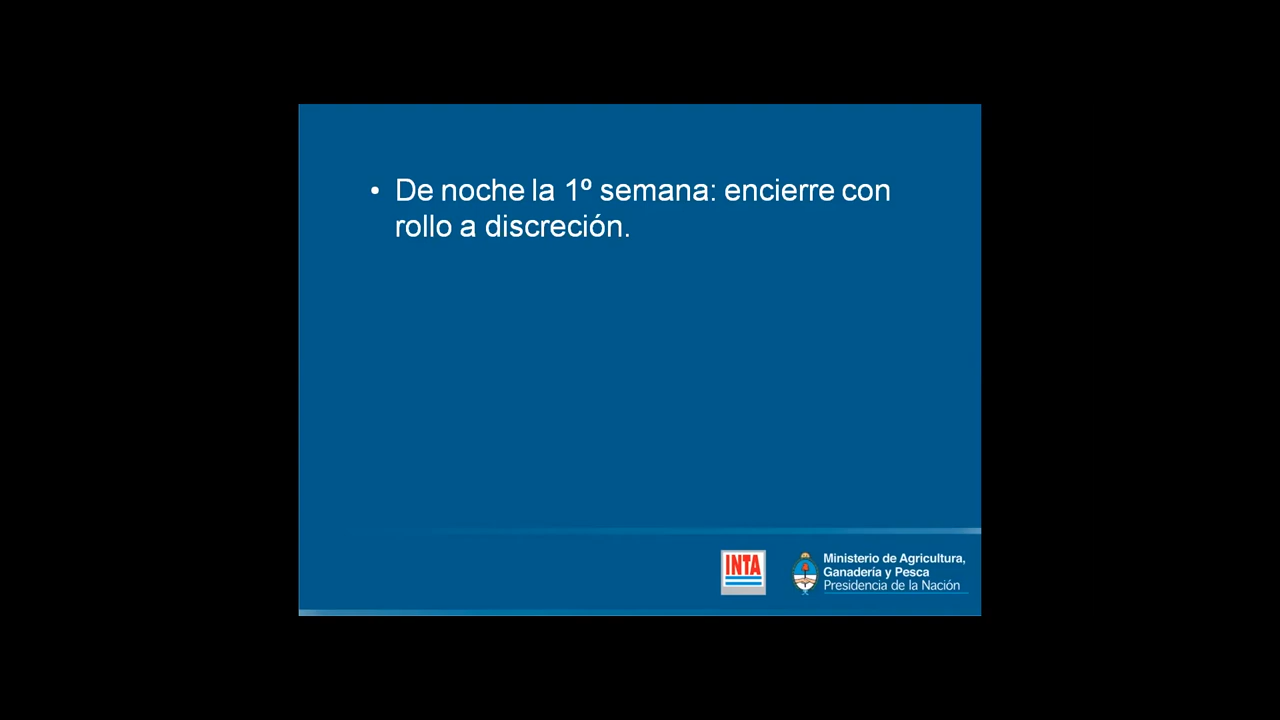 • De noche la 1º semana: encierre con
rollo a discreción.
INTA
Ministerio de Agricultura,
Ganadería y Pesca
Presidencia de la Nación